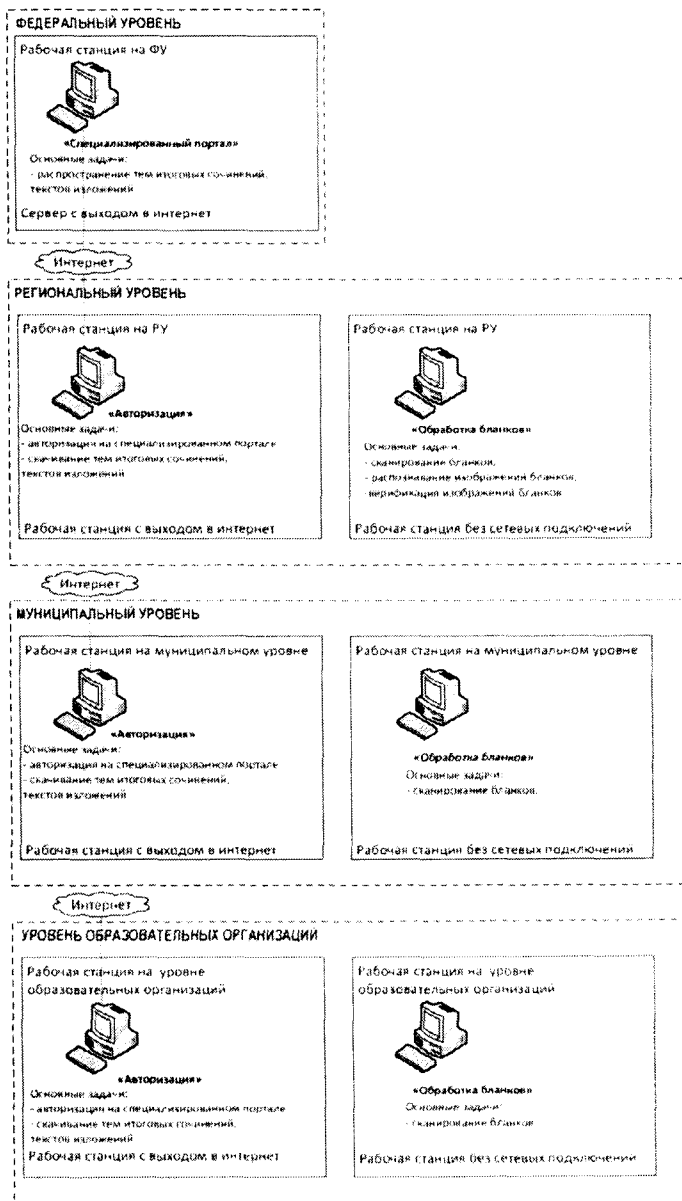 ФЕДЕРАЛЬНЫЙ УРОВЕНЬ
Рабочая станция на ФУ
«Специализированный портал»
Основные задачи:
- распространение тем итоговых сочинений,
текстов изложений
Сервер с выходом в интернет
Интернет
РЕГИОНАЛЬНЫЙ УРОВЕНЬ
Рабочая станция на РУ
«Авторизация»
Основные задачи:
- авторизация на специализированном портале
- скачивание тем итоговых сочинений,
текстов изложений
Рабочая станция с выходом в интернет
Рабочая станция на РУ
«Обработка бланков»
Основные задачи:
- сканирование бланков,
- распознавание изображений бланков,
- верификация изображений бланков
Рабочая станция без сетевых подключений
Интернет
МУНИЦИПАЛЬНЫЙ УРОВЕНЬ
Рабочая станция на муниципальном уровне
«Авторизация»
Основные задачи:
- авторизация на специализированном портале
- скачивание тем итоговых сочинений,
текстов изложений
Рабочая станция с выходом в интернет
Рабочая станция на муниципальном уровне
«Обработка бланков»
Основные задачи:
- сканирование бланков,
Рабочая станция без сетевых подключений
Интернет
УРОВЕНЬ ОБРАЗОВАТЕЛЬНЫХ ОРГАНИЗАЦИЙ
Рабочая станция на уровне
образовательных организаций
«Авторизация»
Основные задачи:
- авторизация на специализированном портале
- скачивание тем итоговых сочинений,
текстов изложений
Рабочая станция с выходом в интернет
Рабочая станция на уровне
образовательных организаций
«Обработка бланков»
Основные задачи:
- сканирование бланков
Рабочая станция без сетевых подключений